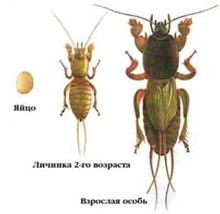 Яйцо
Личинка 2-го возраста
Взрослая особь